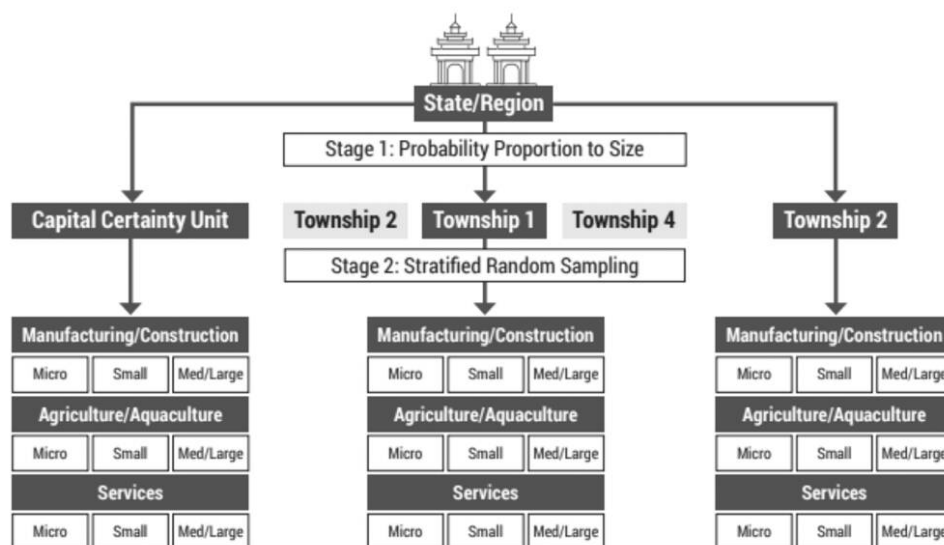 State/Region
Stage 1: Probability Proportion to Size
Capital Certainty Unit
Township 2
Township 1
Township 4
Township 2
Stage 2: Stratified Random Sampling
Manufacturing/Construction
Manufacturing/Construction
Manufacturing/Construction
Micro Small Med/Large
Micro Small Med/Large
Micro Small Med/Large
Agriculture/Aquaculture
Agriculture/Aquaculture
Agriculture/Aquaculture
Micro Small Med/Large
Micro Small Med/Large
Micro Small Med/Large
Services
Services
Services
Micro Small Med/Large
Micro Small Med/Large
Micro Small Med/Large